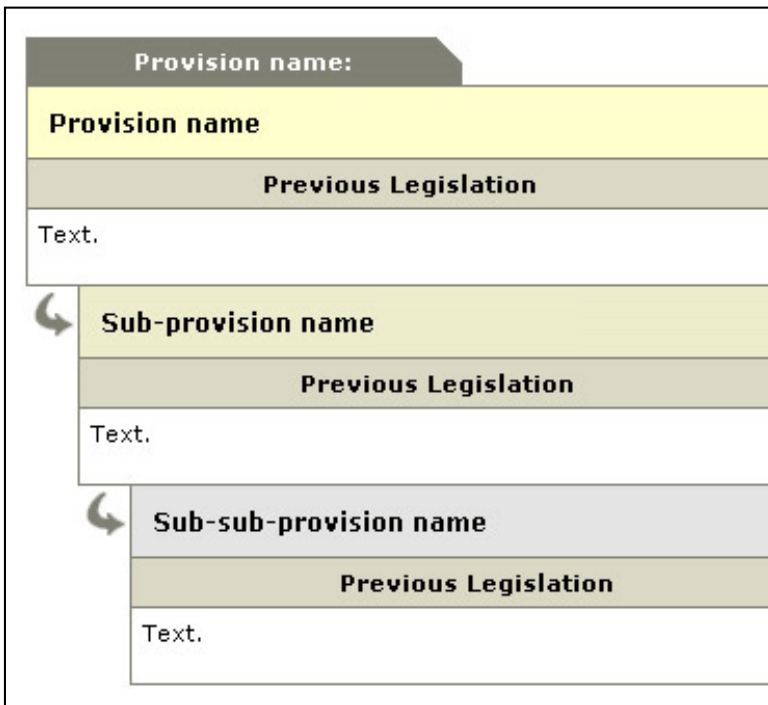 Provision name:
Provision name
Previous Legislation
Text.
Sub-provision name
Previous Legislation
Text.
Sub-sub-provision name
Previous Legislation
Text.